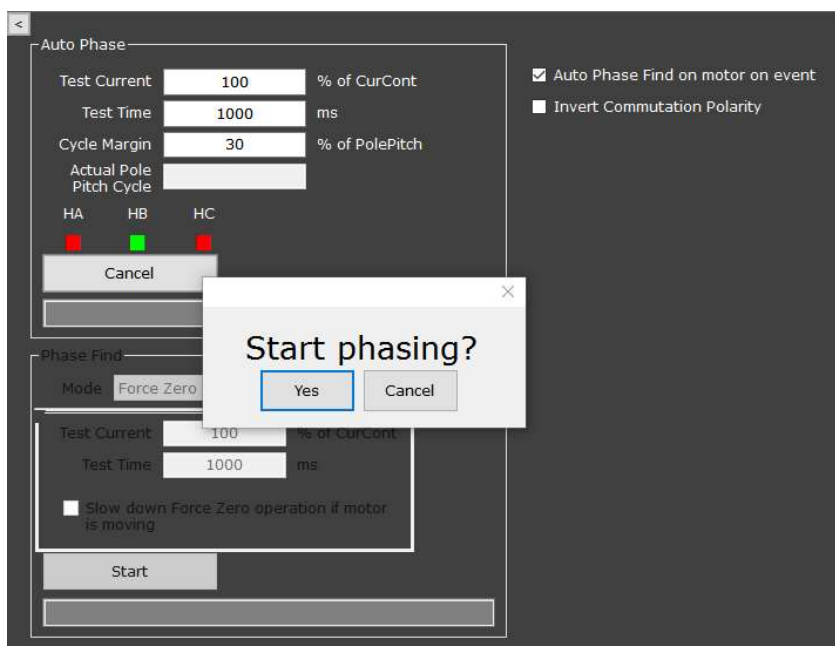 <
Auto Phase
Test Current 100 % of CurCont
Test Time 1000 ms
Cycle Margin 30 % of PolePitch
Actual Pole
Pitch Cycle
HA HB HC
Cancel
Auto Phase Find on motor on event
Invert Commutation Polarity
Start phasing?
Yes Cancel
Phase Find
Mode Force Zero
Test Current 100 % of CurCont
Test Time 1000 ms
Slow down Force Zero operation if motor
is moving
Start